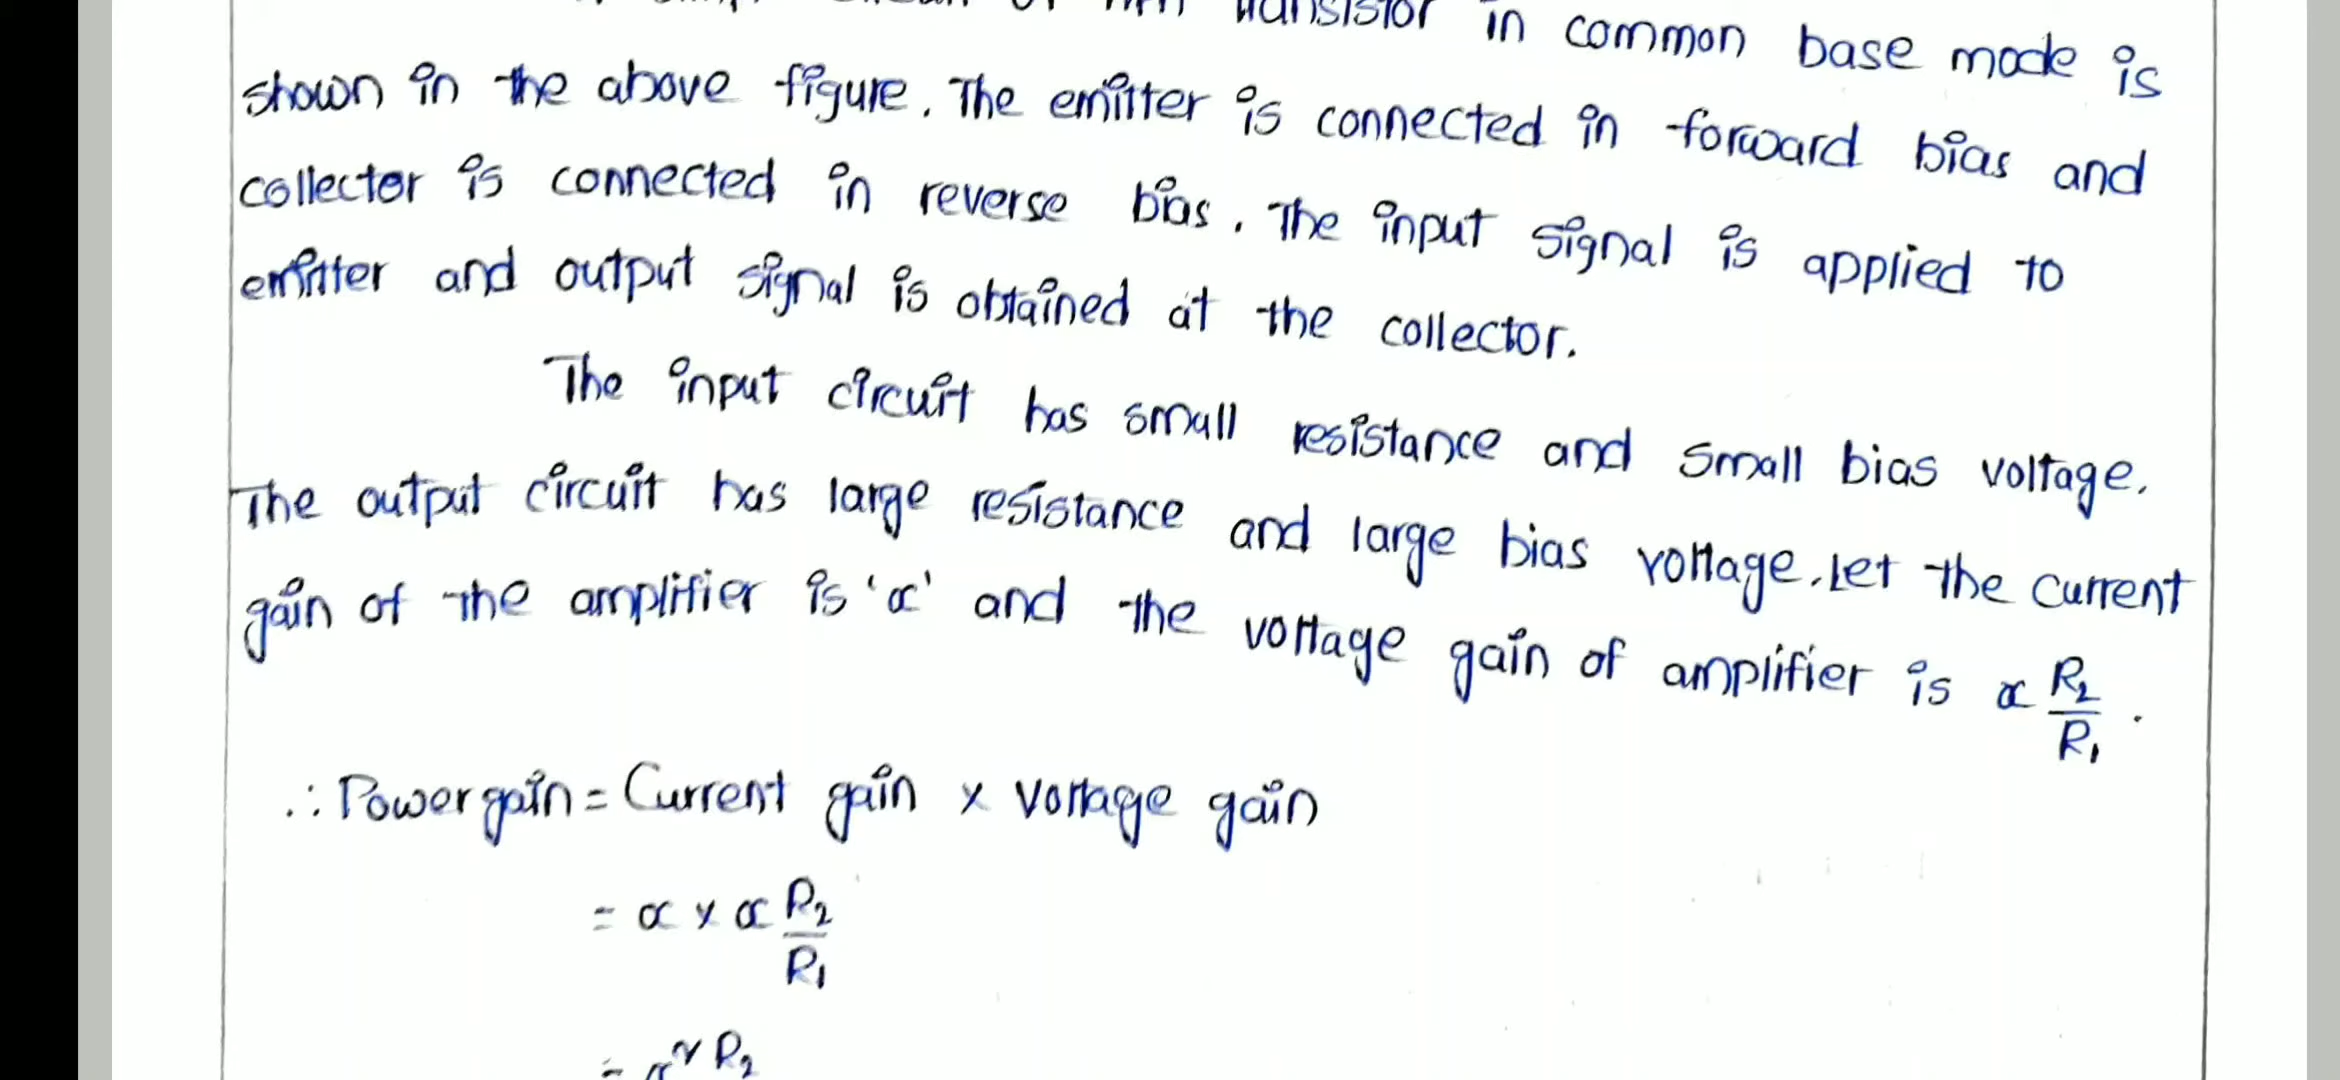 transistor in common base mode is
shown in the above figure. The emitter is connected in forward bias and
collector is connected in reverse bias. The input signal is applied to
emitter and output signal is obtained at the collector.
The input circuit has small resistance and small bias voltage.
The output circuit has large resistance and large bias voltage. Let the current
gain of the amplifier is 'α' and the voltage gain of amplifier is α R₂/R₁.
∴ Power gain = Current gain x voltage gain
= α x α R₂/R₁
= α² R₂